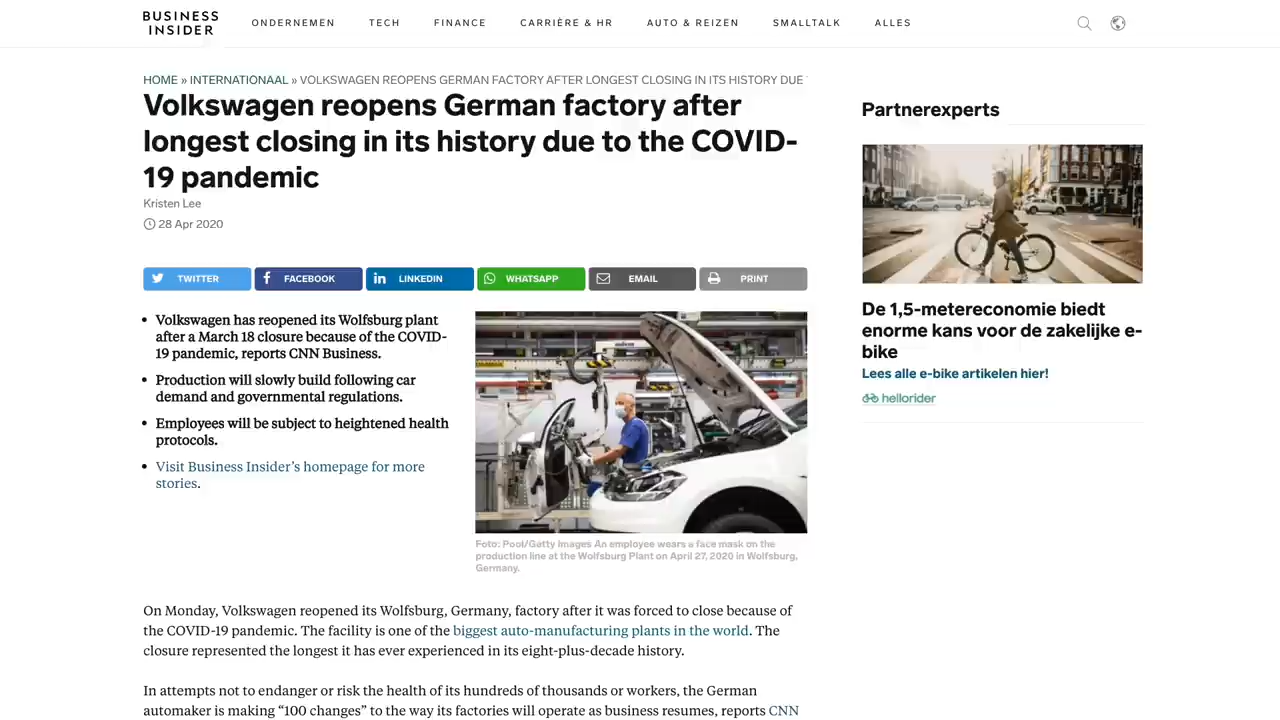 BUSINESS
INSIDER
ONDERNEMEN TECH FINANCE CARRIÈRE & HR AUTO & REIZEN SMALLTALK ALLES
HOME » INTERNATIONAAL » VOLKSWAGEN REOPENS GERMAN FACTORY AFTER LONGEST CLOSING IN ITS HISTORY DUE
Volkswagen reopens German factory after
longest closing in its history due to the COVID-
19 pandemic
Kristen Lee
28 Apr 2020
TWITTER FACEBOOK LINKEDIN WHATSAPP EMAIL PRINT
• Volkswagen has reopened its Wolfsburg plant
after a March 18 closure because of the COVID-
19 pandemic, reports CNN Business.
• Production will slowly build following car
demand and governmental regulations.
• Employees will be subject to heightened health
protocols.
• Visit Business Insider's homepage for more
stories.
Foto: Pool/Getty Images An employee wears a face mask on the
production line at the Wolfsburg Plant on April 27, 2020 in Wolfsburg,
Germany.
On Monday, Volkswagen reopened its Wolfsburg, Germany, factory after it was forced to close because of
the COVID-19 pandemic. The facility is one of the biggest auto-manufacturing plants in the world. The
closure represented the longest it has ever experienced in its eight-plus-decade history.
In attempts not to endanger or risk the health of its hundreds of thousands or workers, the German
automaker is making “100 changes” to the way its factories will operate as business resumes, reports CNN
Partnerexperts
De 1,5-metereconomie biedt
enorme kans voor de zakelijke e-
bike
Lees alle e-bike artikelen hier!
hellorider